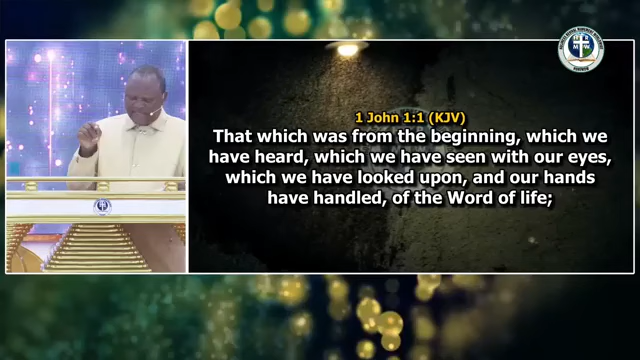 1 John 1:1 (KJV)
That which was from the beginning, which we
have heard, which we have seen with our eyes,
which we have looked upon, and our hands
have handled, of the Word of life;